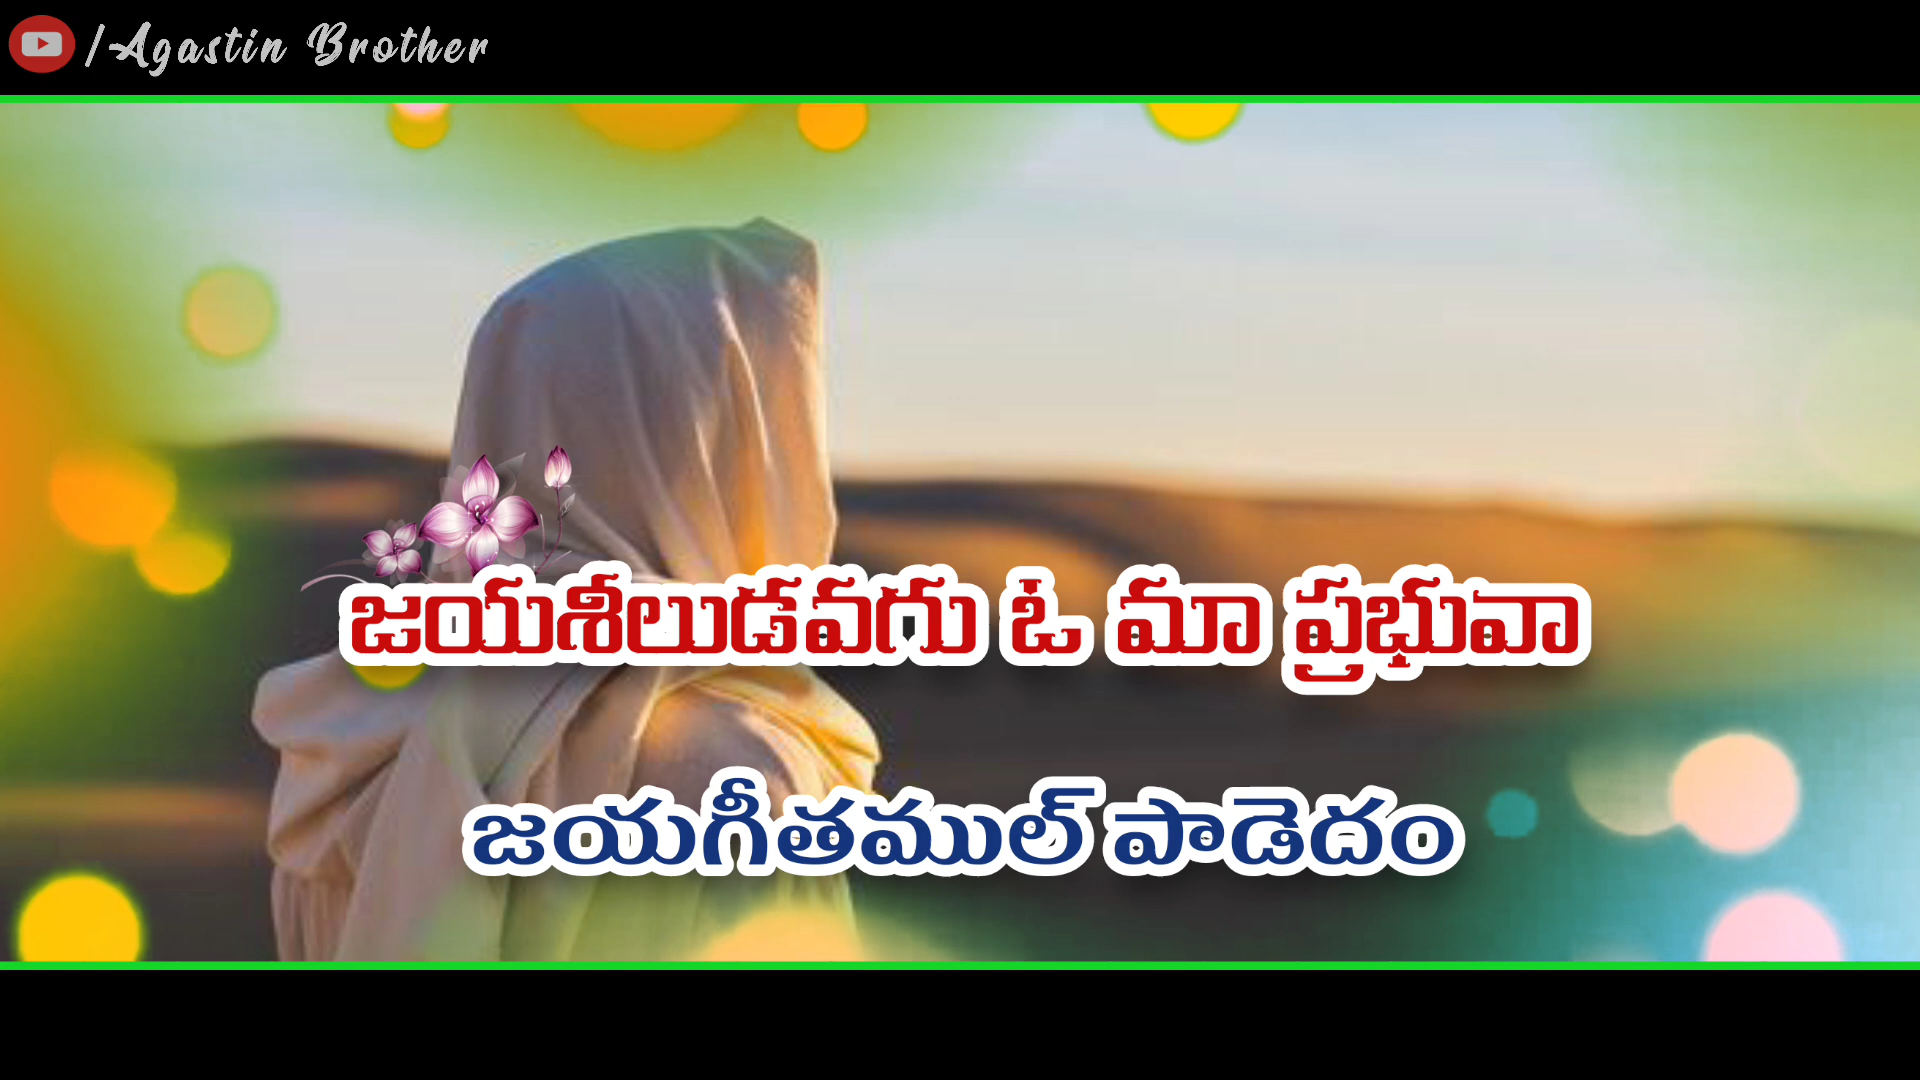 /Agastin Brother
జయశీలుడవగు ఓ మా ప్రభువా
జయగీతముల్ పాడెదం